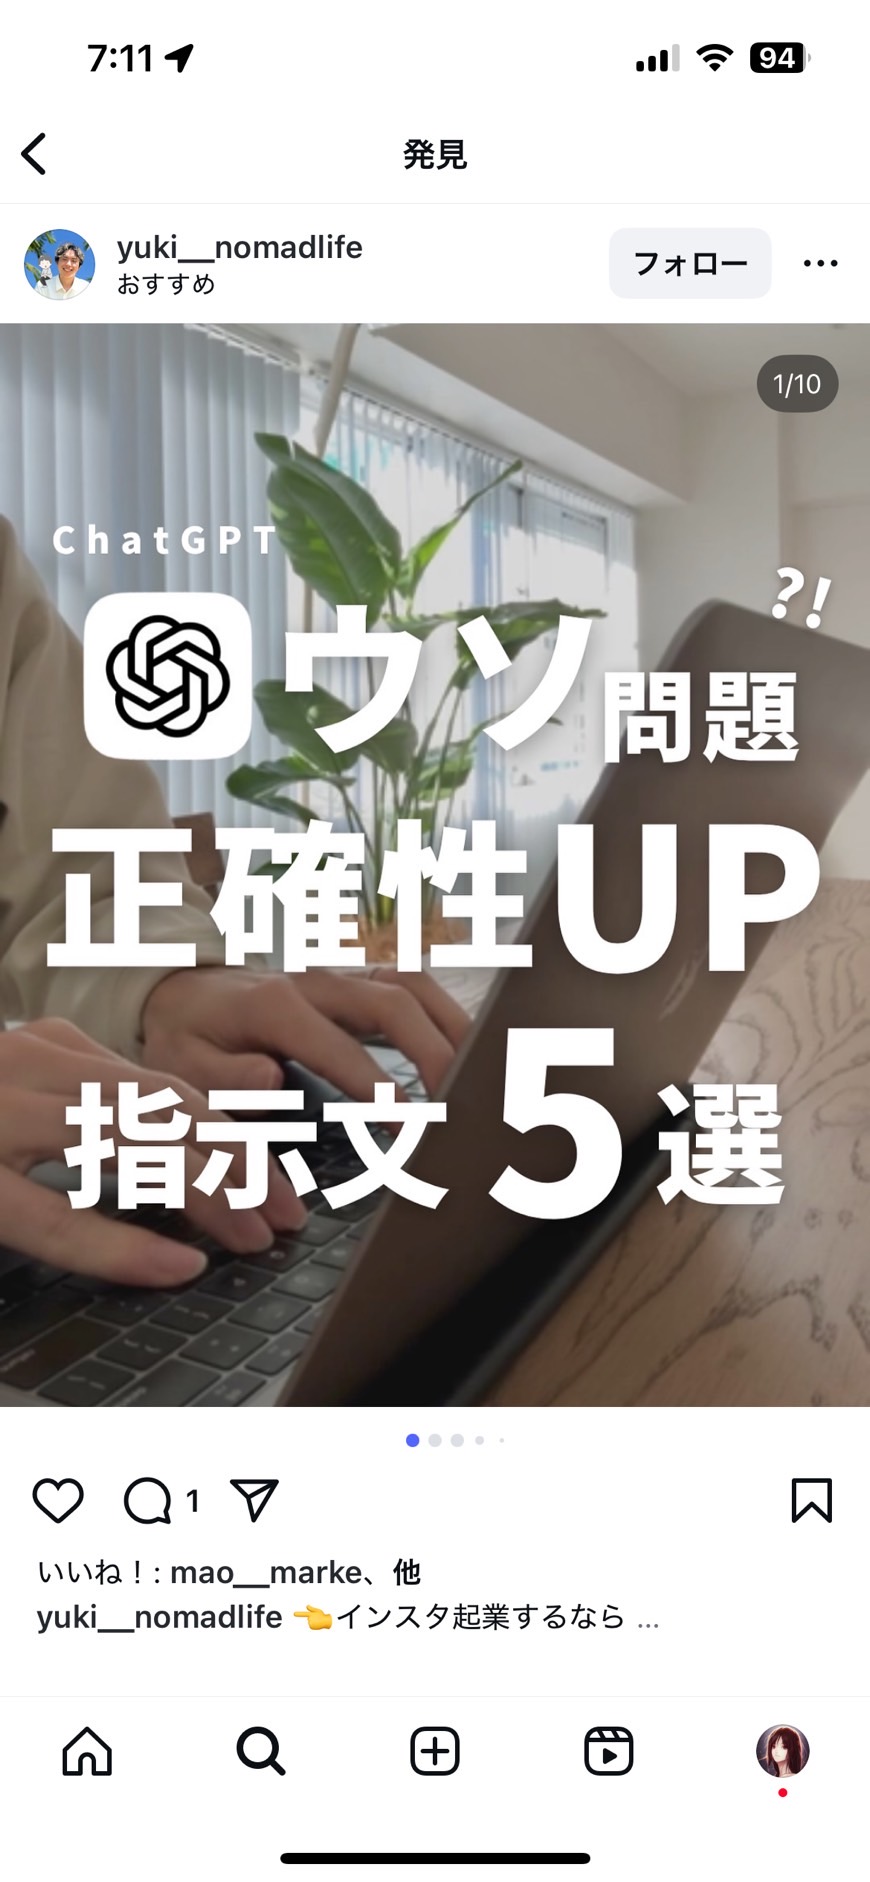 7:11
94
発見
yuki__nomadlife
おすすめ
フォロー
1/10
ChatGPT
ウソ問題?!
正確性UP
指示文5選
1
いいね！: mao__marke、他
yuki__nomadlife 👈インスタ起業するなら ...